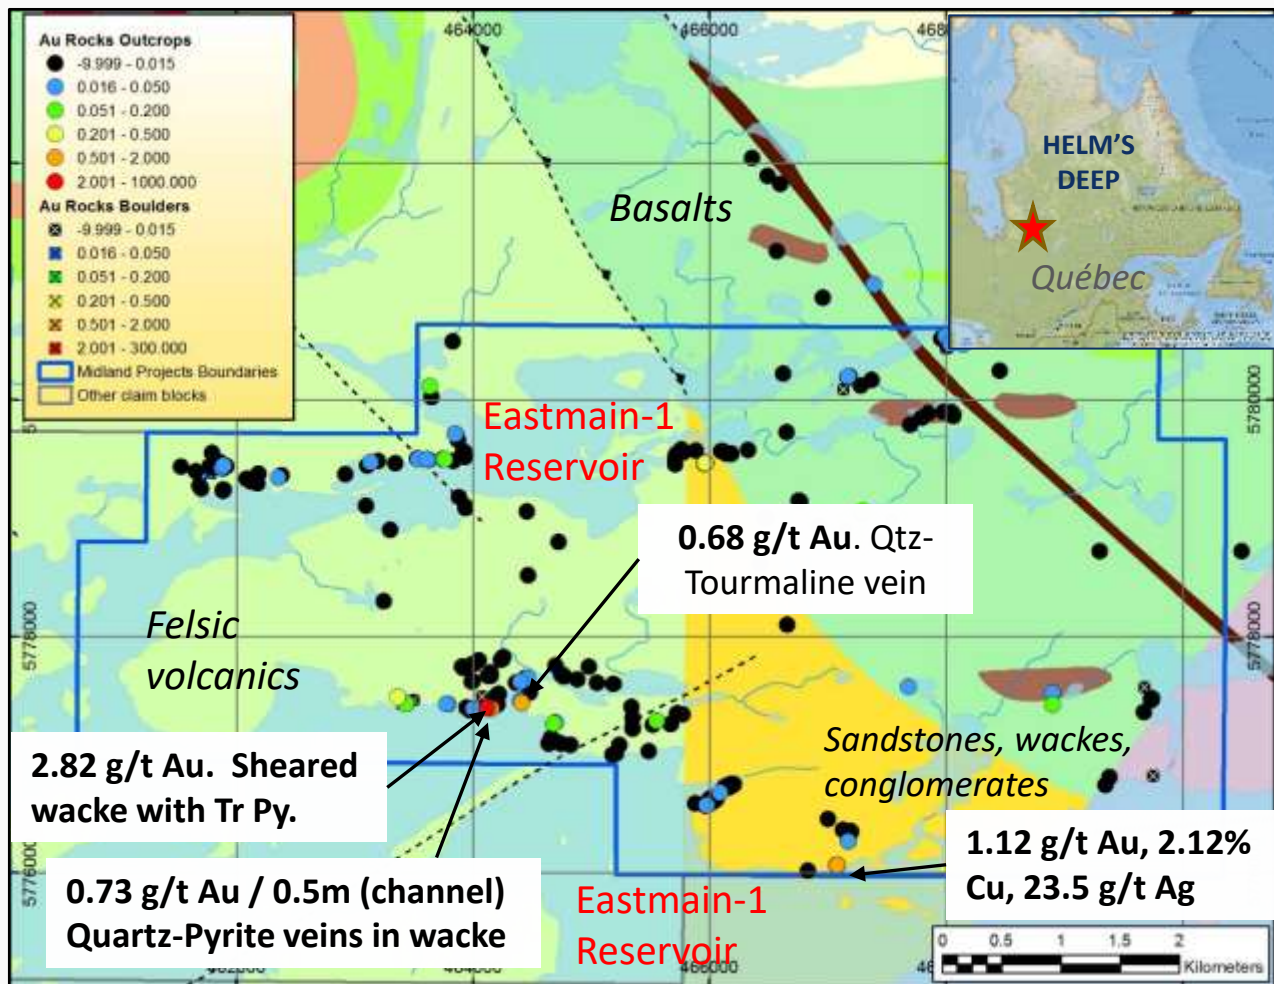 Au Rocks Outcrops
-9.999 - 0.015
0.016 - 0.050
0.051 - 0.200
0.201 - 0.500
0.501 - 2.000
2.001 - 1000.000
Au Rocks Boulders
-9.999 - 0.015
0.016 - 0.050
0.051 - 0.200
0.201 - 0.500
0.501 - 2.000
2.001 - 300.000
Midland Projects Boundaries
Other claim blocks
464000
466000
HELM'S
DEEP
Québec
Basalts
5780000
Eastmain-1
Reservoir
0.68 g/t Au. Qtz-
Tourmaline vein
5778000
5778000
Felsic
volcanics
Sandstones, wackes,
conglomerates
2.82 g/t Au.  Sheared
wacke with Tr Py.
1.12 g/t Au, 2.12%
Cu, 23.5 g/t Ag
0.73 g/t Au / 0.5m (channel)
Quartz-Pyrite veins in wacke
5776000
Eastmain-1
Reservoir
0 0.5 1 1.5 2
Kilometers
462000
464000
466000